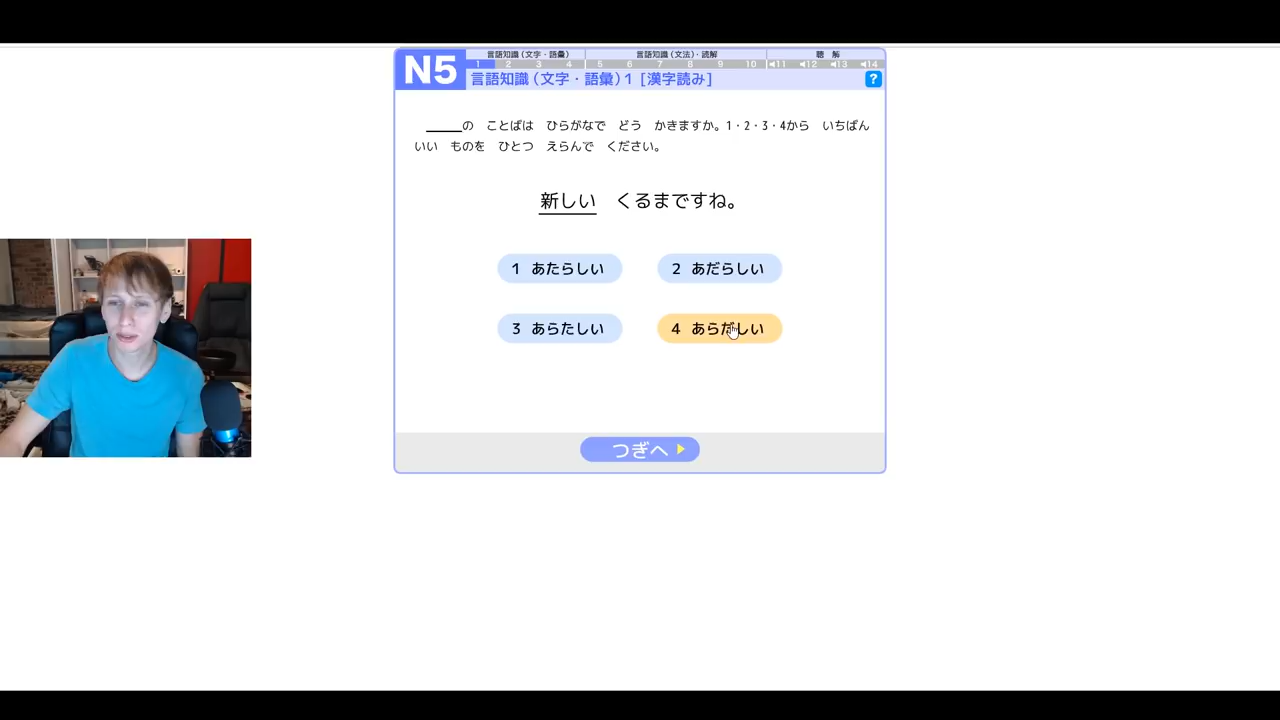 言語知識(文字・語彙) 言語知識(文法)・読解 聴 解
N5 1 2 3 4 5 6 7 8 9 10 11 12 13 14
言語知識(文字・語彙)1 [漢字読み] ?
＿＿＿の ことばは ひらがなで どう かきますか。1・2・3・4から いちばん
いい ものを ひとつ えらんで ください。
新しい くるまですね。
1 あたらしい 2 あだらしい
3 あらたしい 4 あらだしい
つぎへ